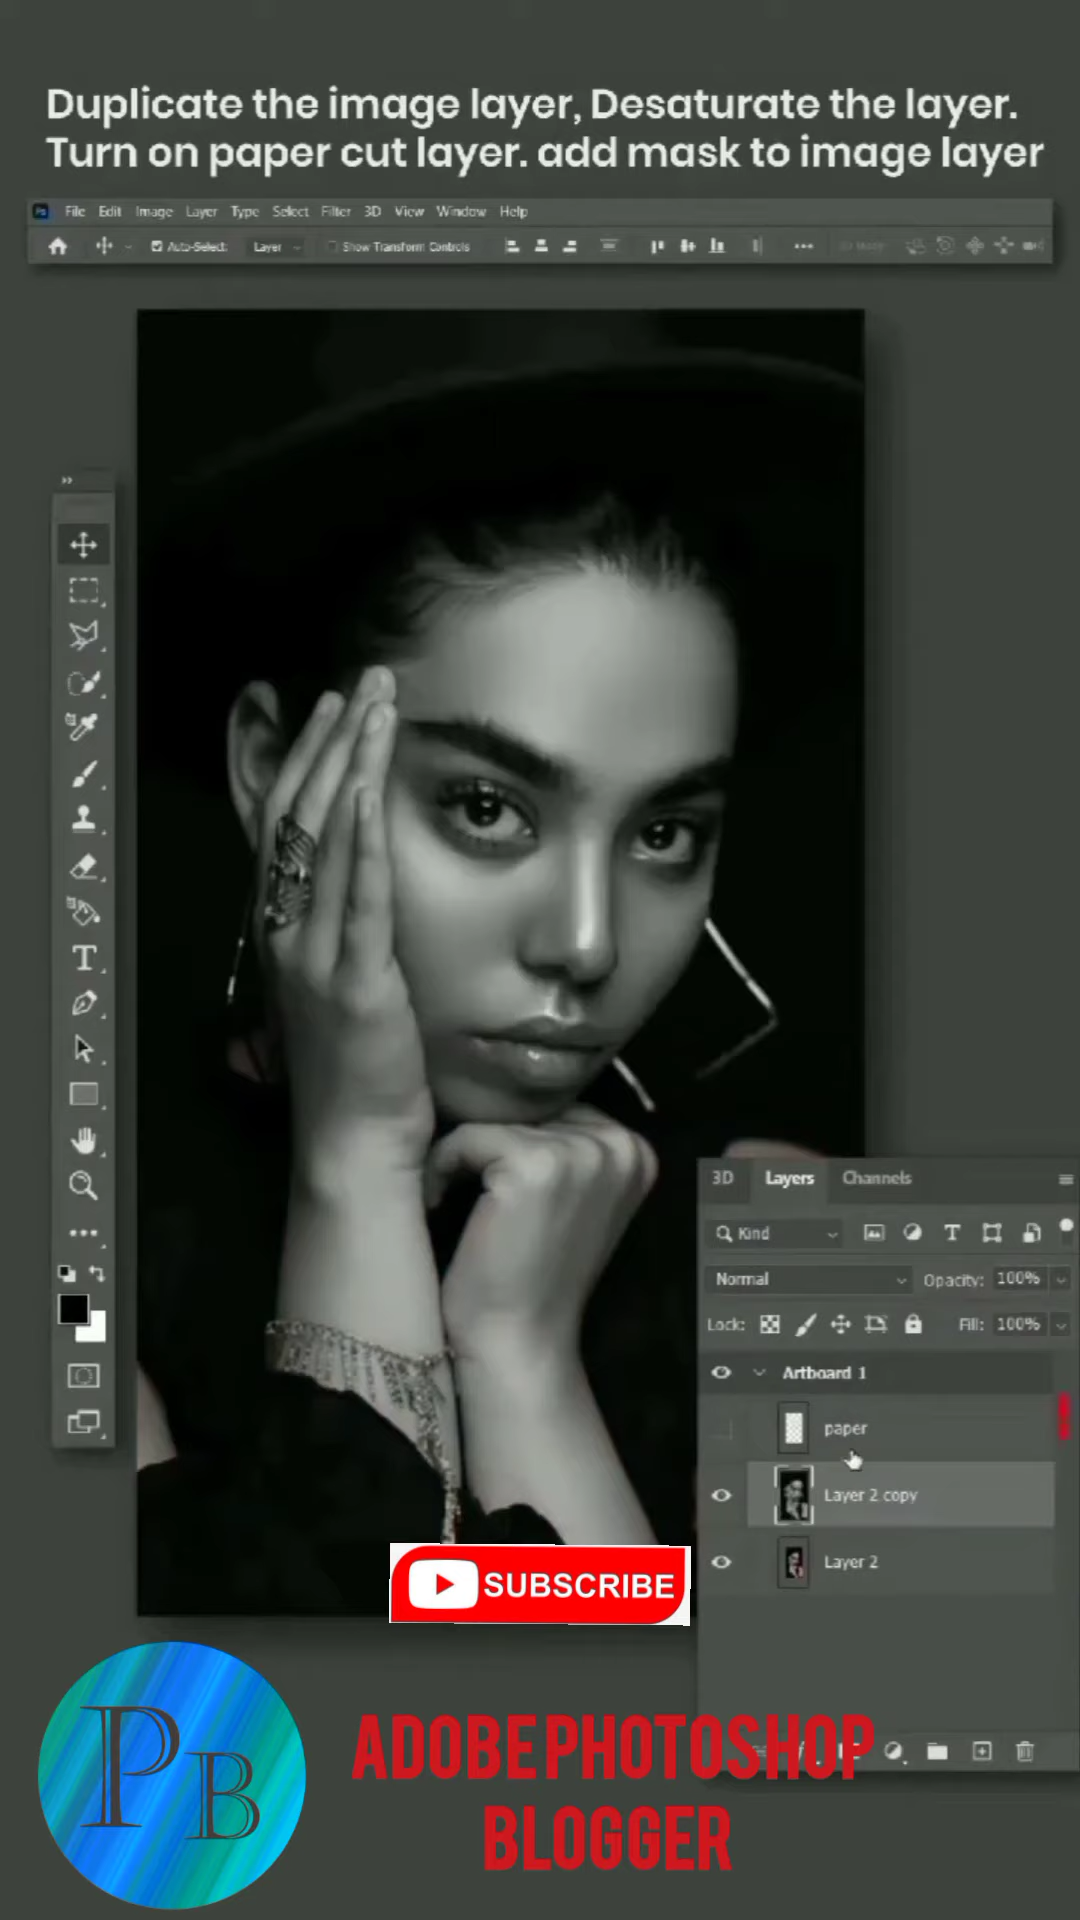 Duplicate the image layer, Desaturate the layer.
Turn on paper cut layer. add mask to image layer
Ps File Edit Image Layer Type Select Filter 3D View Window Help
Auto-Select: Layer Show Transform Controls
3D Layers Channels
Kind
Normal Opacity: 100%
Lock: Fill: 100%
Artboard 1
paper
Layer 2 copy
Layer 2
SUBSCRIBE
PB
ADOBE PHOTOSHOP
BLOGGER